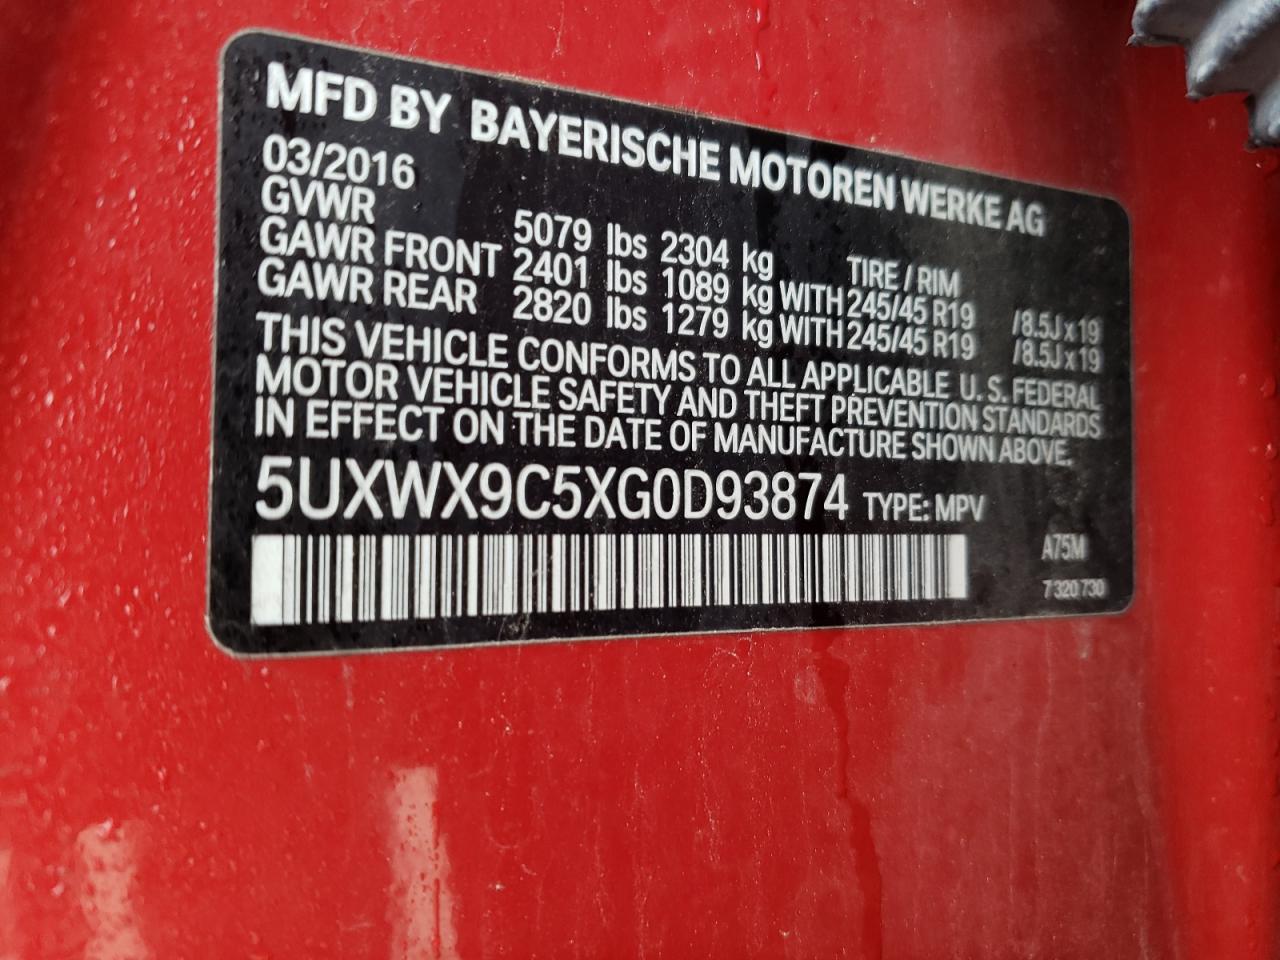 MFD BY BAYERISCHE MOTOREN WERKE AG
03/2016
GVWR 5079 lbs 2304 kg TIRE / RIM
GAWR FRONT 2401 lbs 1089 kg WITH 245/45 R19 /8.5J x 19
GAWR REAR 2820 lbs 1279 kg WITH 245/45 R19 /8.5J x 19
THIS VEHICLE CONFORMS TO ALL APPLICABLE U.S. FEDERAL
MOTOR VEHICLE SAFETY AND THEFT PREVENTION STANDARDS
IN EFFECT ON THE DATE OF MANUFACTURE SHOWN ABOVE.
5UXWX9C5XG0D93874 TYPE: MPV
A75M
7 320 730